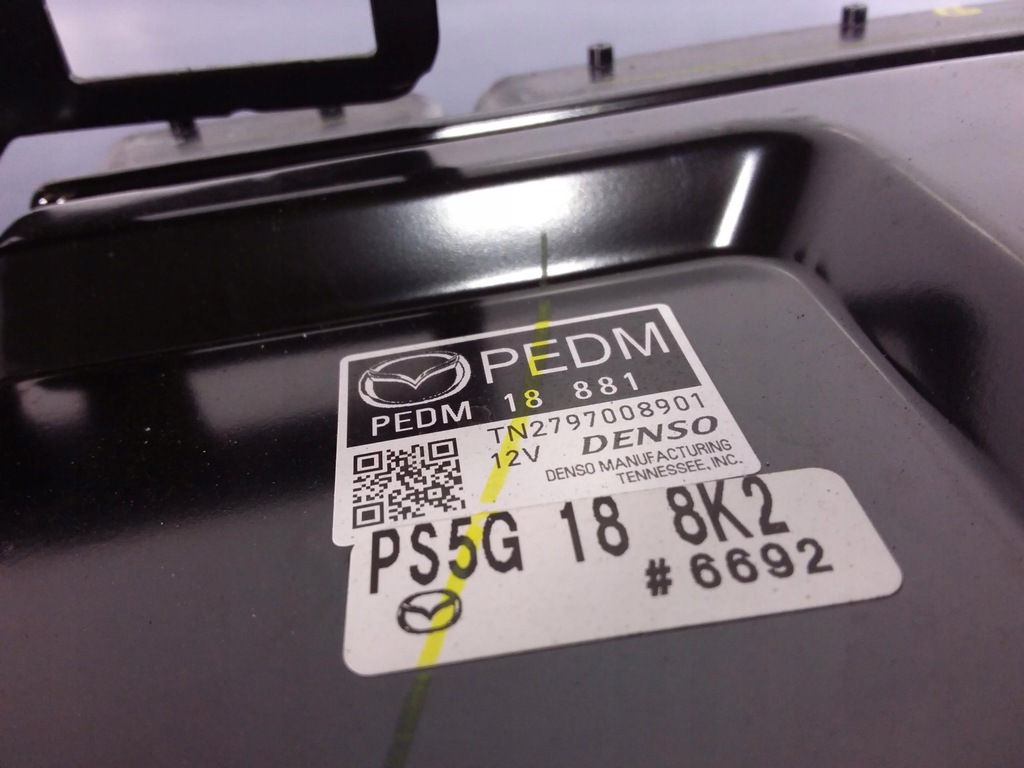 PEDM
PEDM 18 881
TN2797008901
12V DENSO
DENSO MANUFACTURING
TENNESSEE, INC.
PS5G 18 8K2
#6692